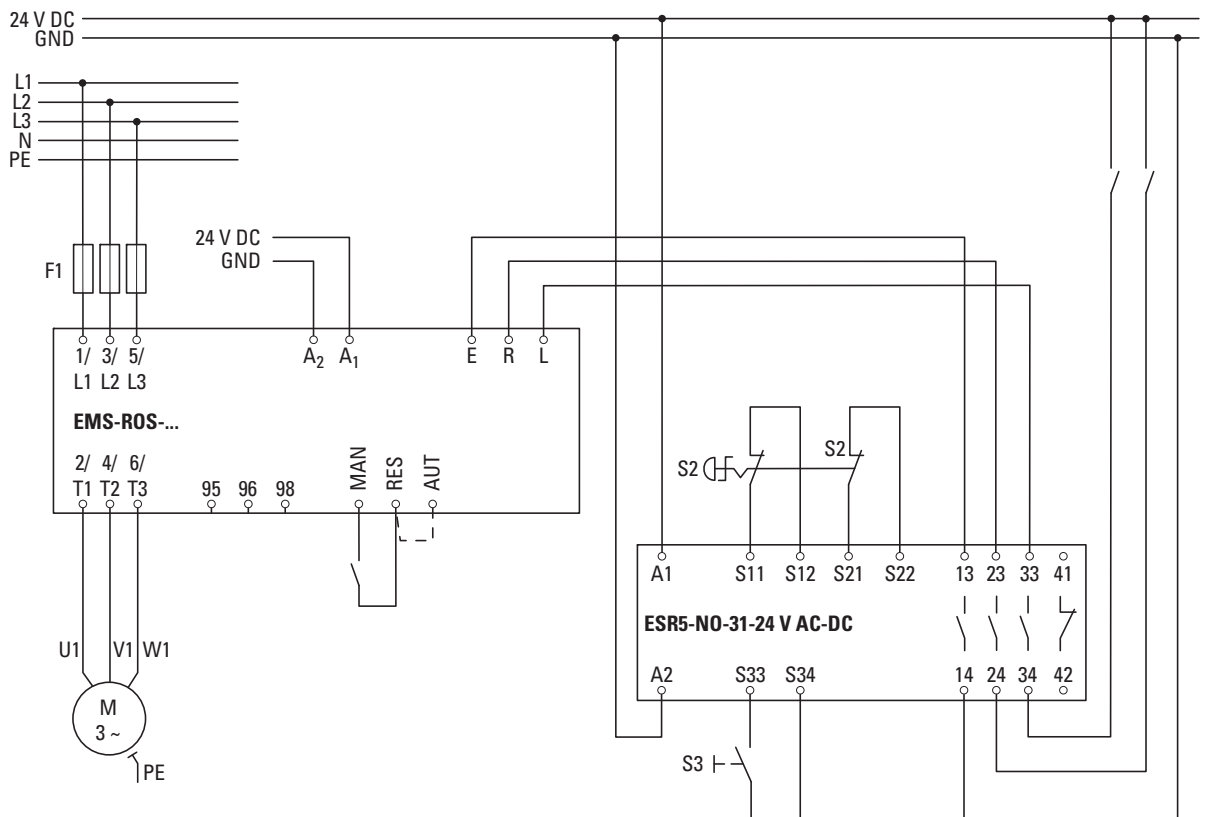 24 V DC
GND
L1
L2
L3
N
PE
24 V DC
GND
F1
1/ 3/ 5/ A2 A1 E R L
L1 L2 L3
EMS-ROS-...
2/ 4/ 6/
T1 T2 T3 95 96 98 MAN RES AUT
S2 S2
A1 S11 S12 S21 S22 13 23 33 41
ESR5-NO-31-24 V AC-DC
A2 S33 S34 14 24 34 42
U1 V1 W1
M
3 ~
PE
S3